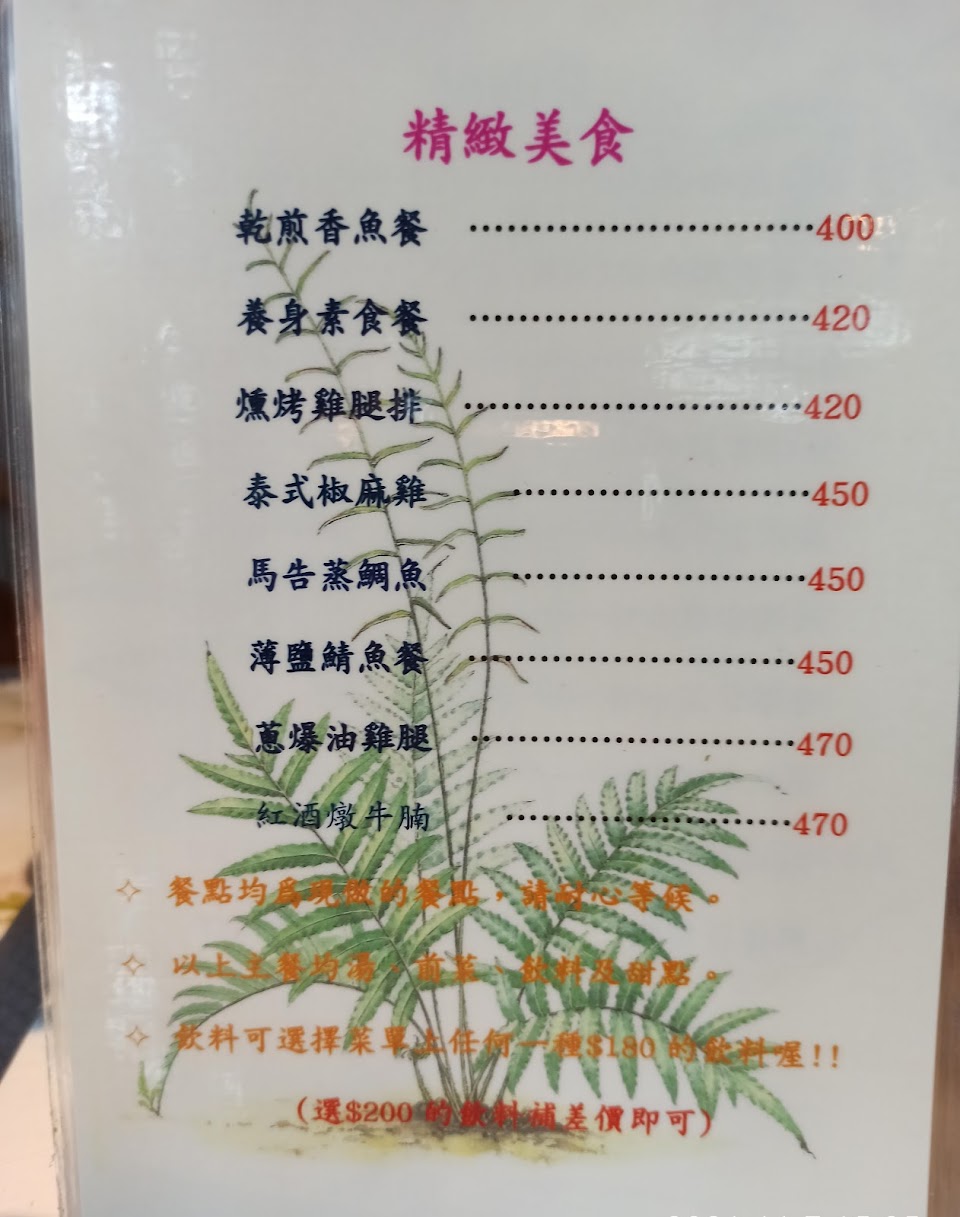 精緻美食
乾煎香魚餐 ………………………400
養身素食餐 ………………………420
燻烤雞腿排 ………………………420
泰式椒麻雞 ……………………450
馬告蒸鯛魚 ……………………450
薄鹽鯖魚餐 ………………………450
蔥爆油雞腿 ………………………470
紅酒燉牛腩 ……………………470
✧ 餐點均為現做的餐點，請耐心等候。
✧ 以上主餐均湯、前菜、飲料及甜點。
✧ 飲料可選擇菜單上任何一種$180 的飲料喔!!
(選$200 的飲料補差價即可)